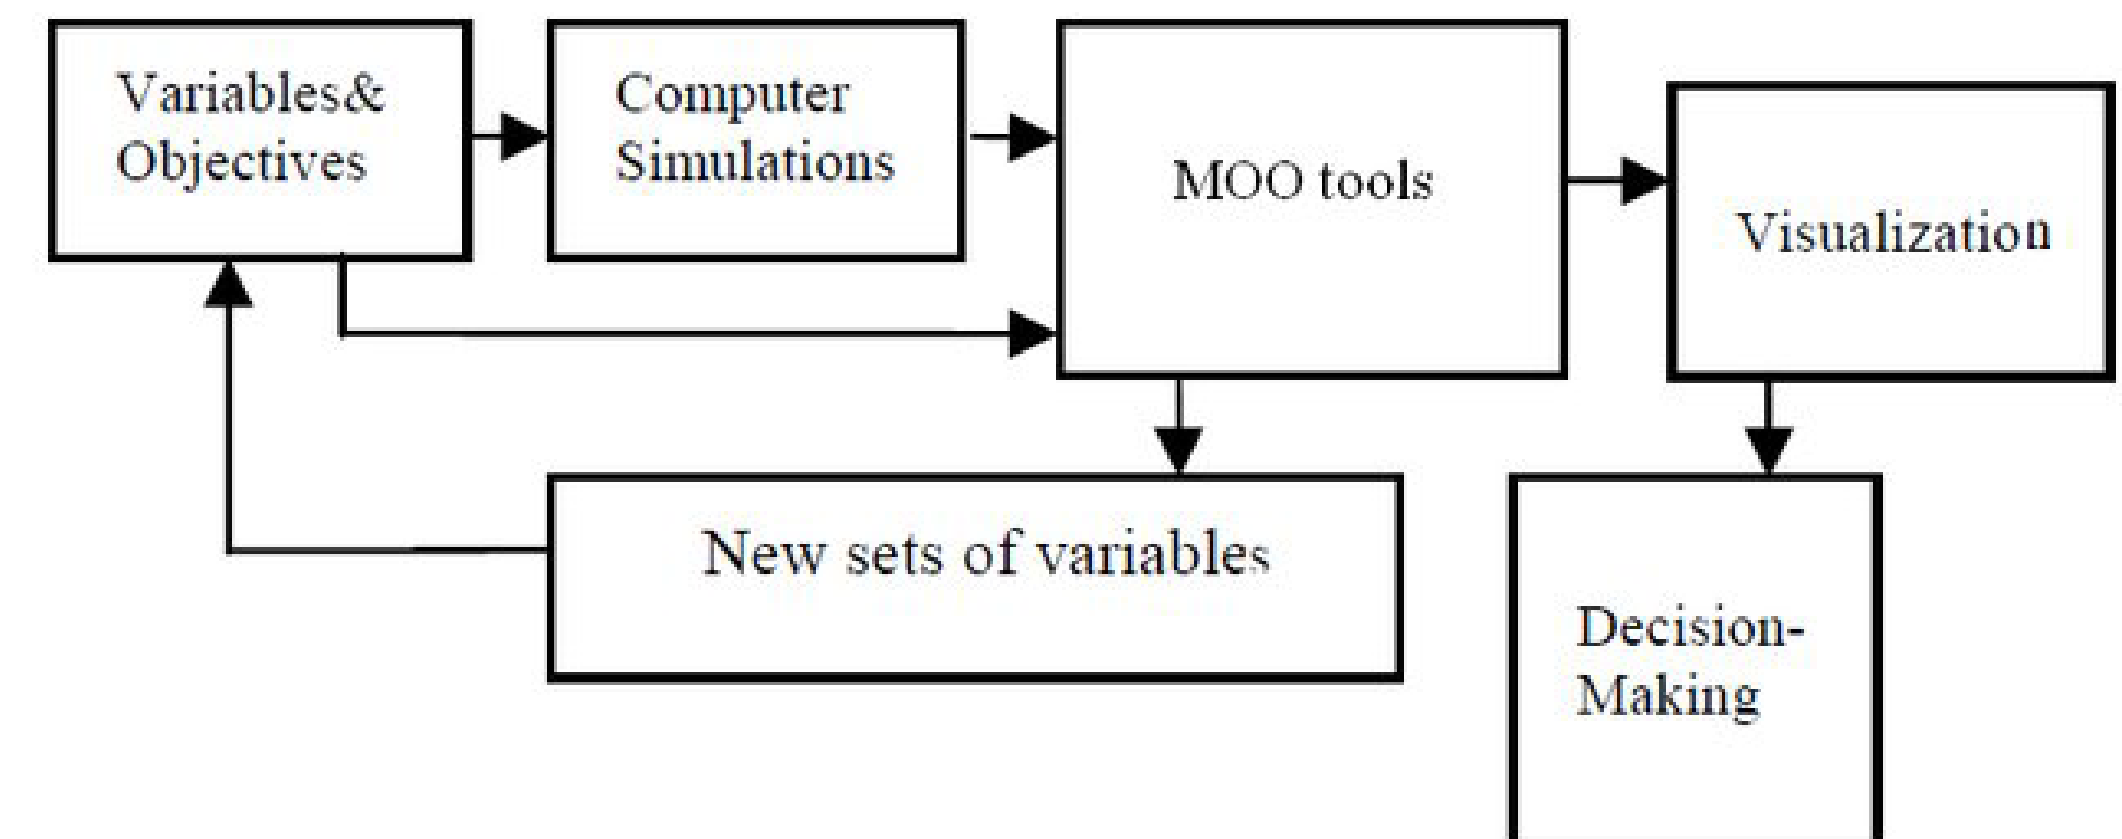 Variables&
Objectives
Computer
Simulations
MOO tools
Visualization
New sets of variables
Decision-
Making